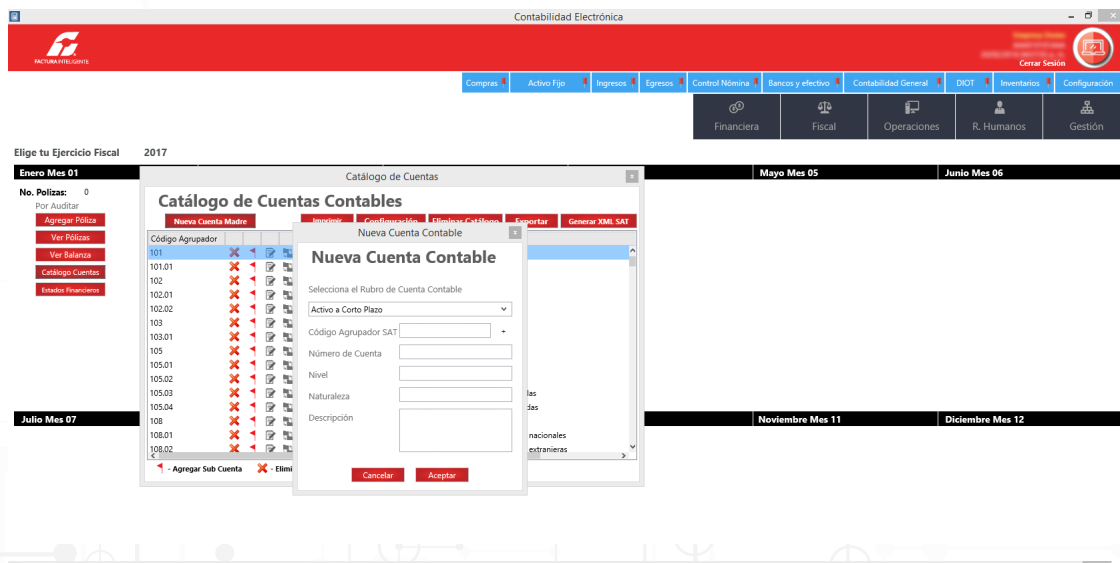 Contabilidad Electrónica
FACTURA INTELIGENTE
Cerrar Sesión
Compras Activo Fijo Ingresos Egresos Control Nómina Bancos y efectivo Contabilidad General DIOT Inventarios Configuración
Financiera Fiscal Operaciones R. Humanos Gestión
Elige tu Ejercicio Fiscal 2017
Enero Mes 01 Mayo Mes 05 Junio Mes 06
No. Polizas: 0
Por Auditar
Agregar Póliza
Ver Pólizas
Ver Balanza
Catálogo Cuentas
Estados Financieros
Catálogo de Cuentas
Catálogo de Cuentas Contables
Nueva Cuenta Madre Imprimir Configuración Eliminar Catálogo Exportar Generar XML SAT
Código Agrupador
101
101.01
102
102.01
102.02
103
103.01
105
105.01
105.02
105.03 das
105.04 das
108
108.01 nacionales
108.02 extranjeras
- Agregar Sub Cuenta - Elimi
Nueva Cuenta Contable
Nueva Cuenta Contable
Selecciona el Rubro de Cuenta Contable
Activo a Corto Plazo
Código Agrupador SAT +
Número de Cuenta
Nivel
Naturaleza
Descripción
Cancelar Aceptar
Julio Mes 07 Noviembre Mes 11 Diciembre Mes 12